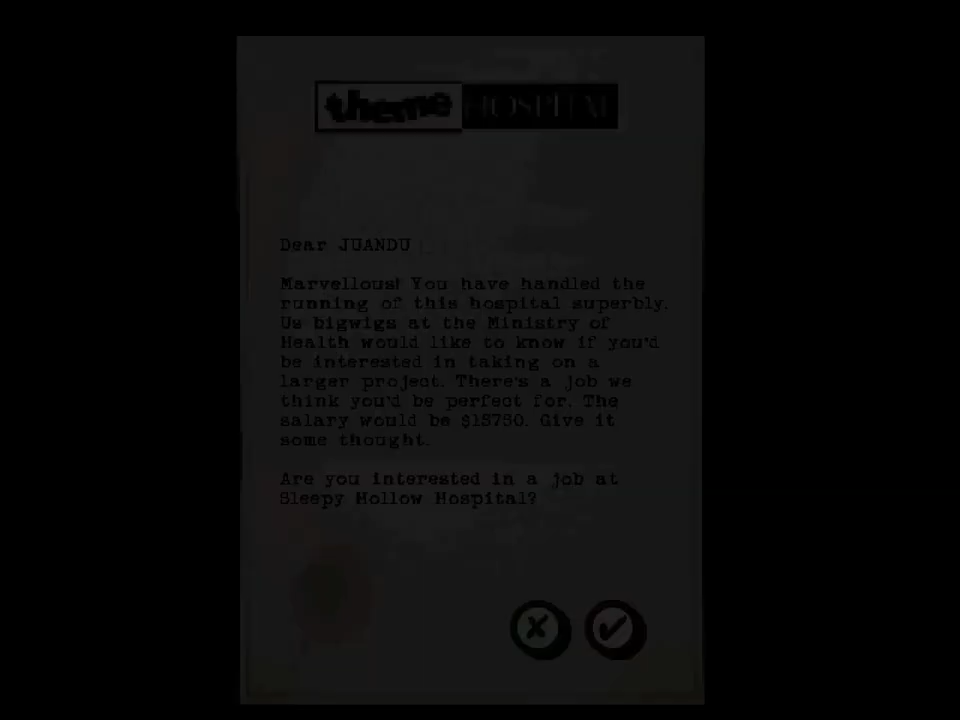 theme HOSPITAL
Dear JUANDU
Marvellous! You have handled the
running of this hospital superbly.
Us bigwigs at the Ministry of
Health would like to know if you'd
be interested in taking on a
larger project. There's a job we
think you'd be perfect for. The
salary would be $18750. Give it
some thought.
Are you interested in a job at
Sleepy Hollow Hospital?